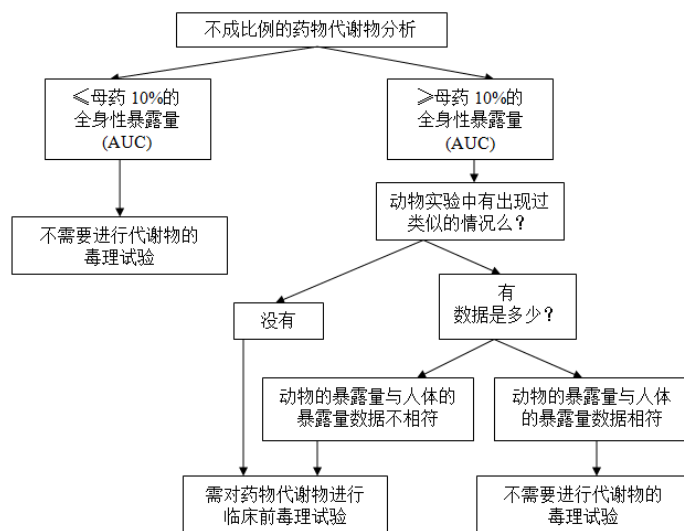 不成比例的药物代谢物分析
≤母药 10%的
全身性暴露量
(AUC)
≥母药 10%的
全身性暴露量
(AUC)
动物实验中有出现过
类似的情况么？
不需要进行代谢物的
毒理试验
没有
有
数据是多少？
动物的暴露量与人体的
暴露量数据不相符
动物的暴露量与人体
的暴露量数据相符
需对药物代谢物进行
临床前毒理试验
不需要进行代谢物的
毒理试验